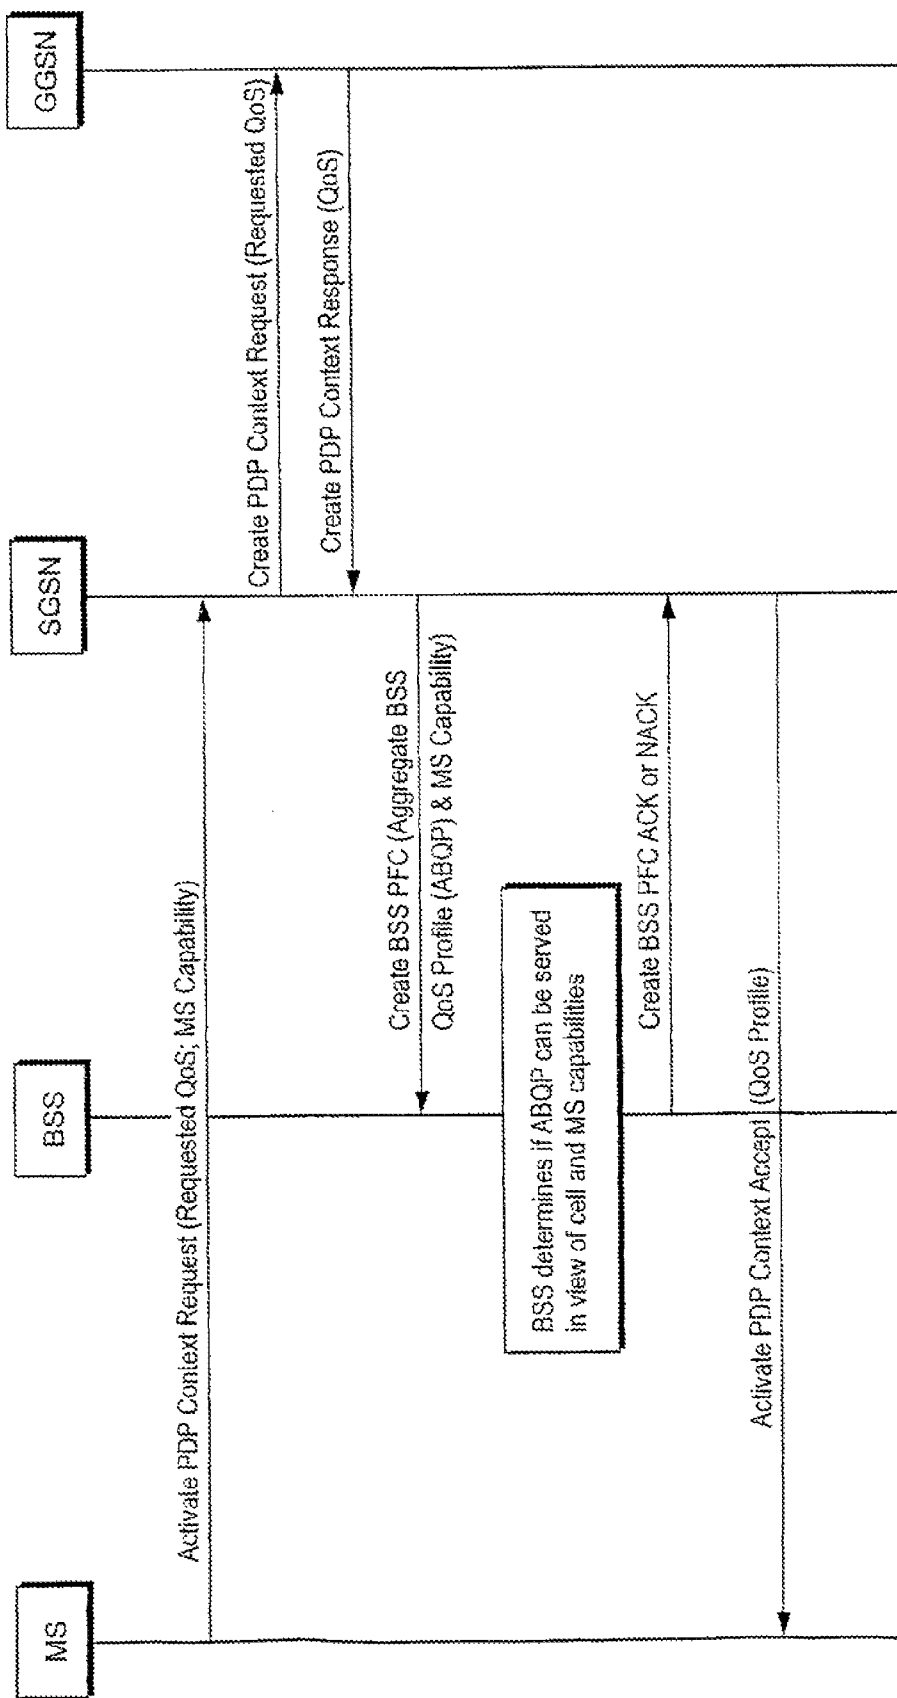 MS
BSS
SGSN
GGSN
Activate PDP Context Request (Requested QoS; MS Capability)
Create PDP Context Request (Requested QoS)
Create PDP Context Response (QoS)
Create BSS PFC (Aggregate BSS
QoS Profile (ABQP) & MS Capability)
BSS determines if ABQP can be served
in view of cell and MS capabilities
Create BSS PFC ACK or NACK
Activate PDP Context Accept (QoS Profile)